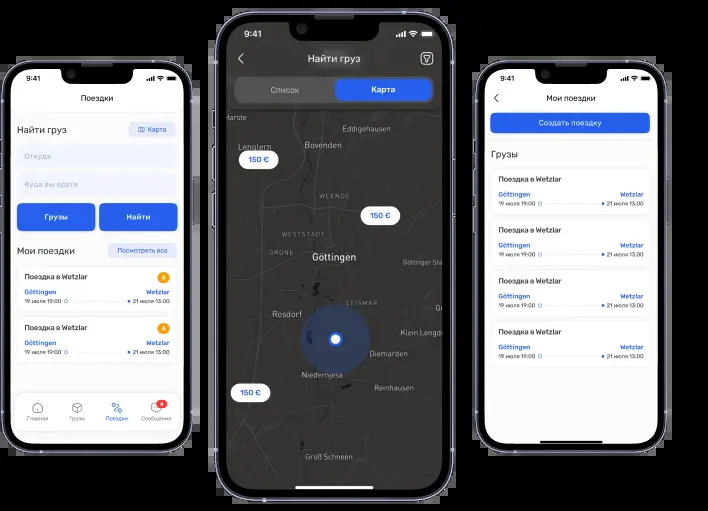 9:41
Поездки
Найти груз
Карта
Откуда
Куда вы едете
Грузы
Найти
Мои поездки
Посмотреть все
Поездка в Wetzlar
4
Göttingen
Wetzlar
19 июля 19:00
21 июля 13:00
Поездка в Wetzlar
4
Göttingen
Wetzlar
19 июля 19:00
21 июля 13:00
Главная
Грузы
Поездки
4
Сообщение
9:41
Найти груз
Список
Карта
Harste
Eddigehausen
Lenglern
Bovenden
150 €
WEENDE
150 €
WESTSTADT
GRONE
Göttingen
Göttinger Sta
GEISMAR
Rosdorf
Klein Lengd
Diemarden
Niedernjesa
Reinhausen
150 €
Groß Schneen
9:41
Мои поездки
Создать поездку
Грузы
Поездка в Wetzlar
Göttingen
Wetzlar
19 июля 19:00
21 июля 13:00
Поездка в Wetzlar
Göttingen
Wetzlar
19 июля 19:00
21 июля 13:00
Поездка в Wetzlar
Göttingen
Wetzlar
19 июля 19:00
21 июля 13:00
Поездка в Wetzlar
Göttingen
Wetzlar
19 июля 19:00
21 июля 13:00